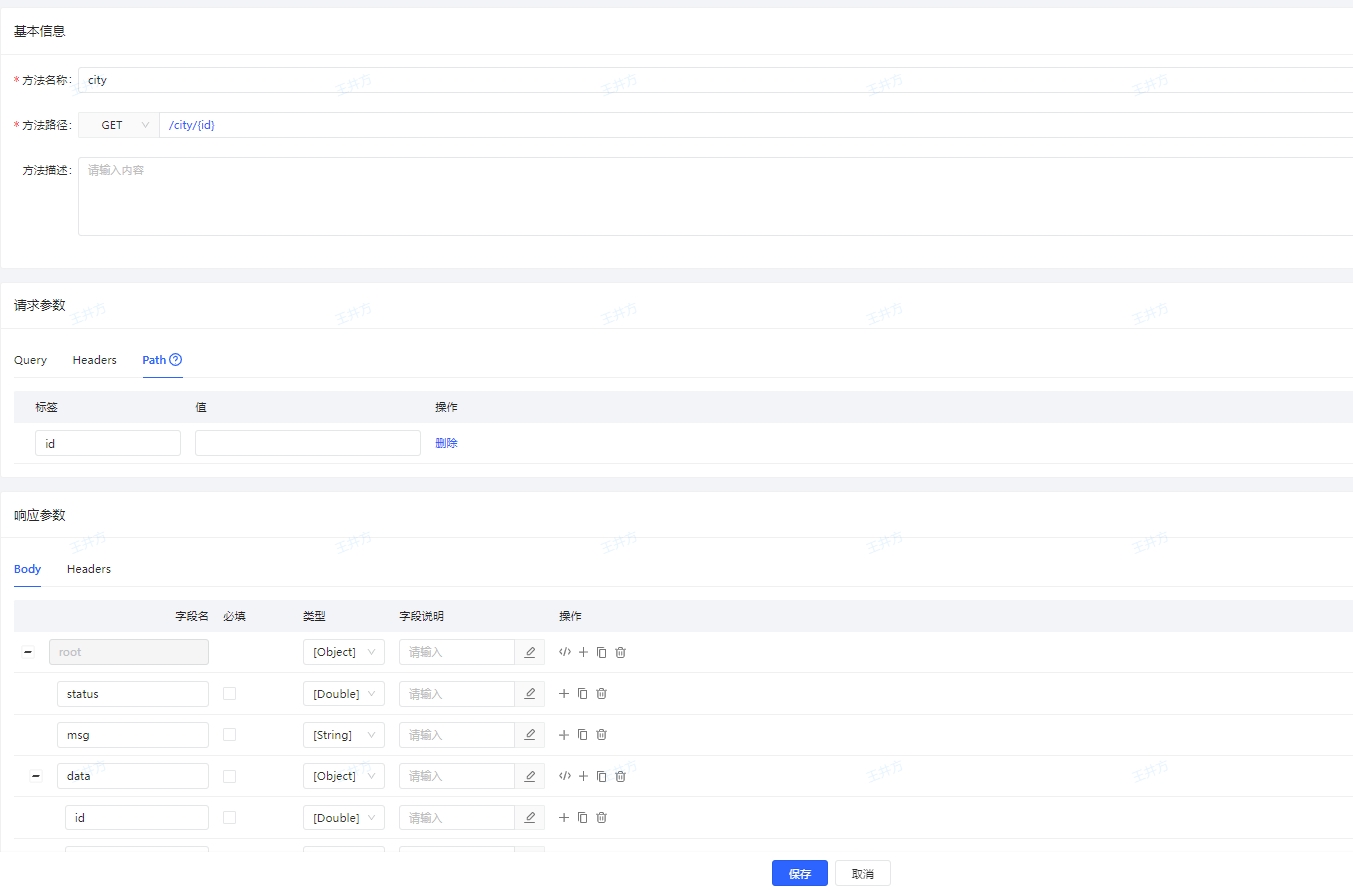 基本信息
* 方法名称: city
* 方法路径: GET /city/{id}
方法描述: 请输入内容
请求参数
Query Headers Path
标签 值 操作
id 删除
响应参数
Body Headers
字段名 必填 类型 字段说明 操作
root [Object] 请输入
status [Double] 请输入
msg [String] 请输入
data [Object] 请输入
id [Double] 请输入
保存 取消
王井方 王井方 王井方 王井方
王井方 王井方 王井方 王井方 王井方
王井方 王井方 王井方 王井方 王井方
王井方 王井方 王井方